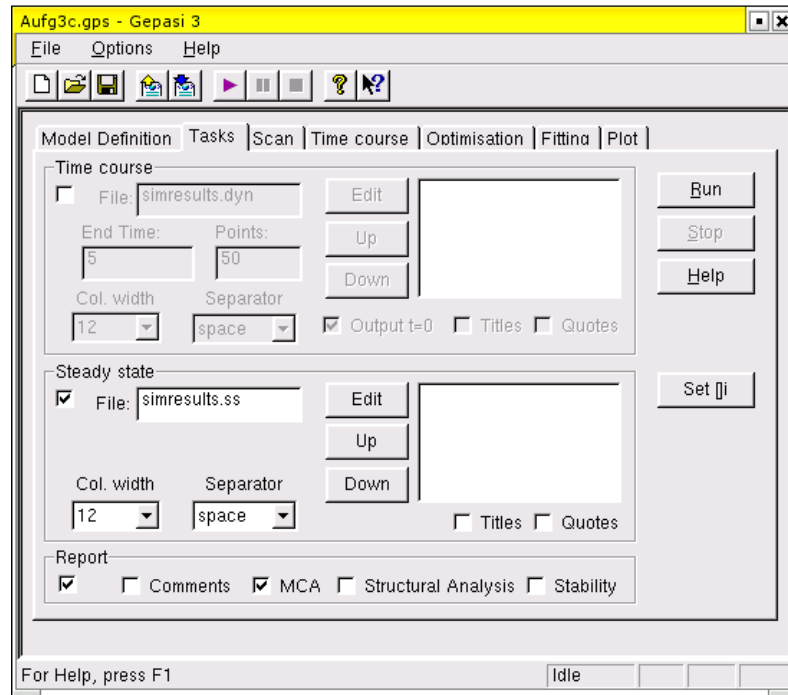 Aufg3c.gps - Gepasi 3
File Options Help
Model Definition Tasks Scan Time course Optimisation Fitting Plot
Time course
File: simresults.dyn
Edit
Run
End Time: Points:
Up
Stop
5 50
Down
Help
Col. width Separator
12 space
Output t=0 Titles Quotes
Steady state
File: simresults.ss
Edit
Set []i
Up
Col. width Separator
Down
12 space
Titles Quotes
Report
Comments MCA Structural Analysis Stability
For Help, press F1
Idle